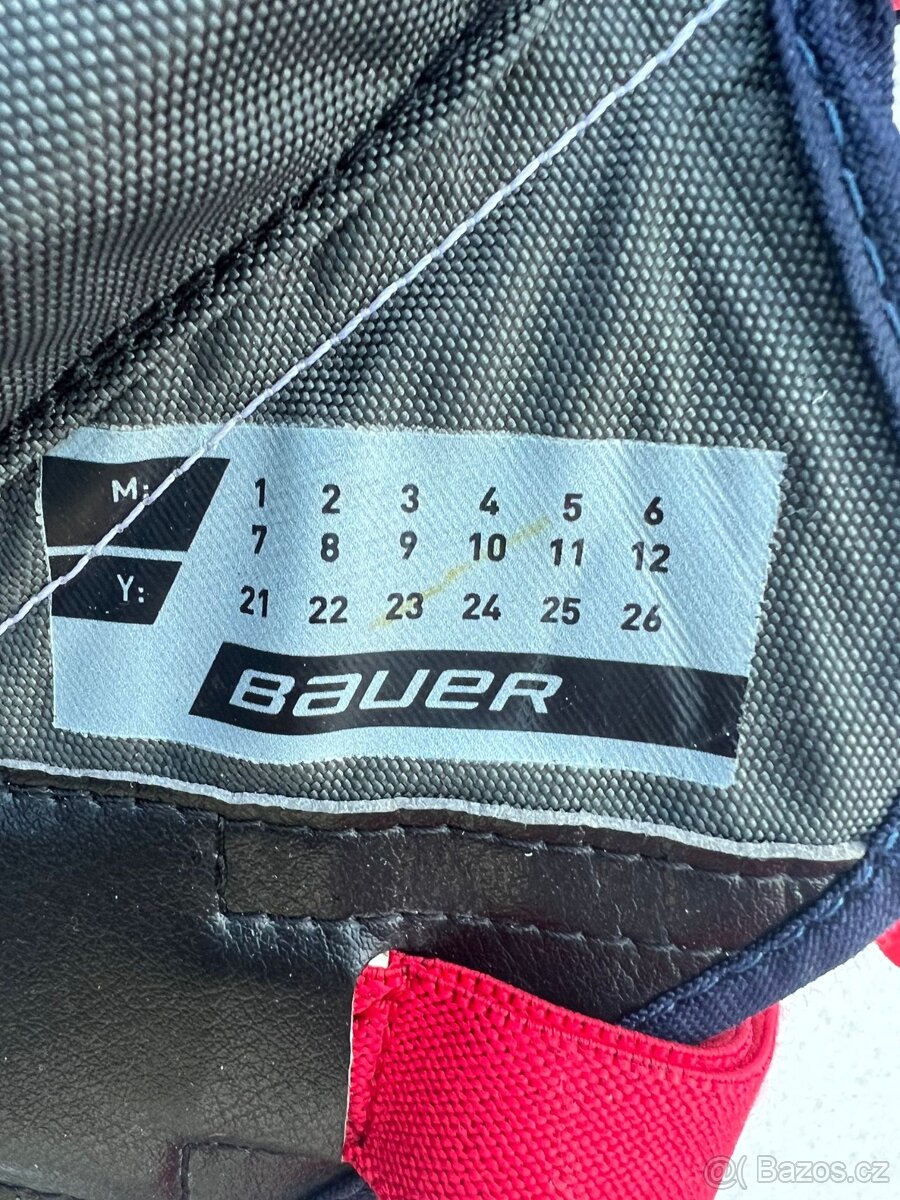 M: 1 2 3 4 5 6
7 8 9 10 11 12
Y: 21 22 23 24 25 26
BAUER
@( Bazos.cz